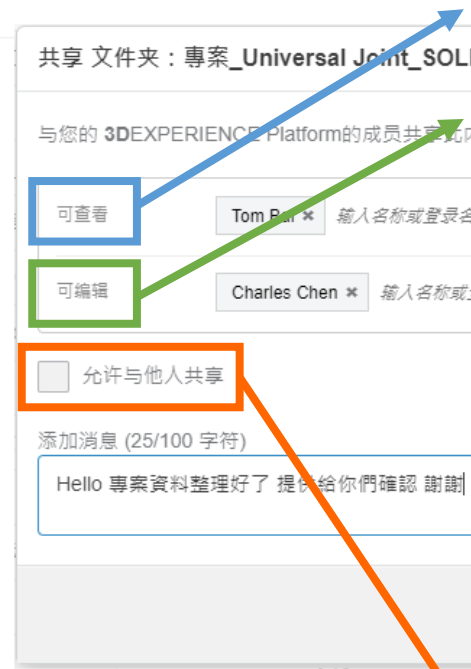 共享 文件夹：專案_Universal Joint_SOLI
与您的 3DEXPERIENCE Platform的成员共享此内
可查看 Tom Bai × 输入名称或登录名
可编辑 Charles Chen × 输入名称或
允许与他人共享
添加消息 (25/100 字符)
Hello 專案資料整理好了 提供給你們確認 謝謝